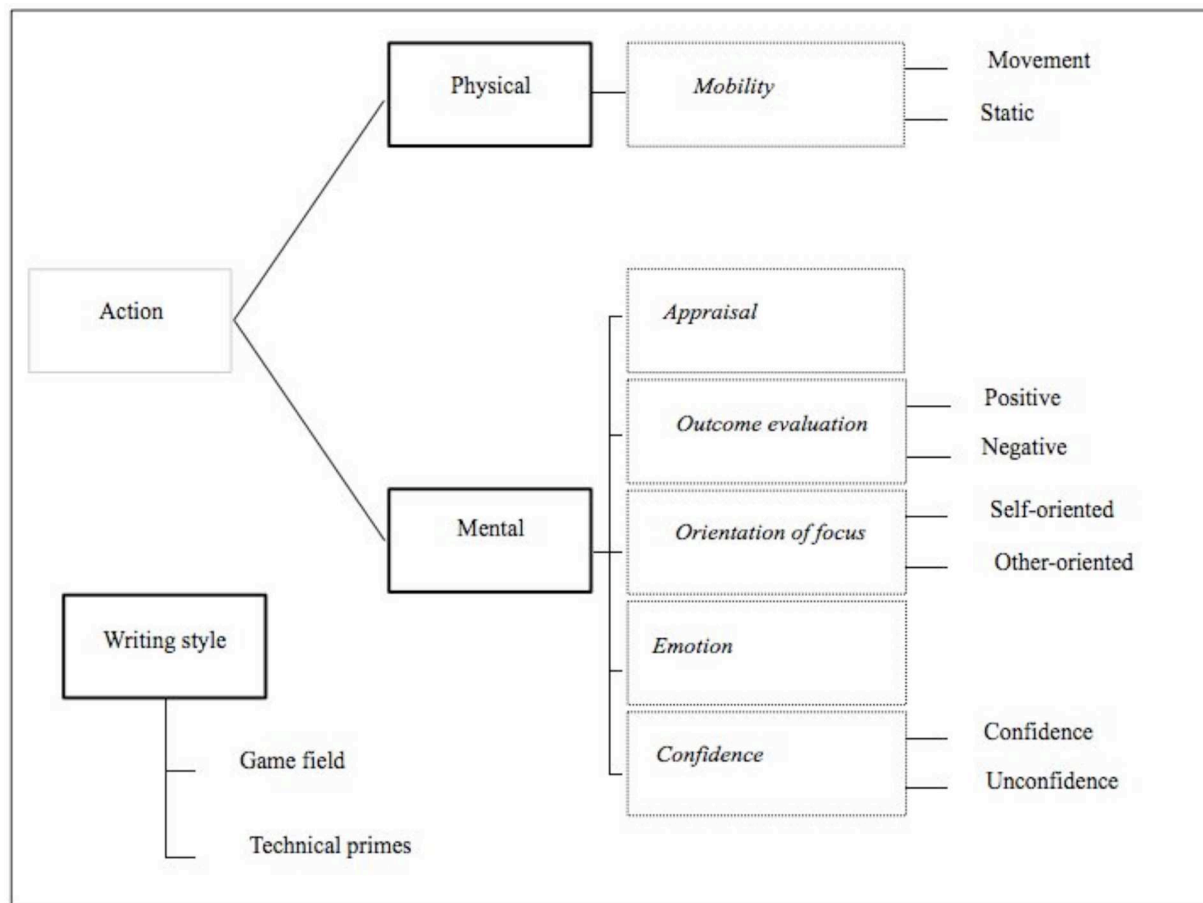 Physical
Mobility
Movement
Static
Action
Appraisal
Outcome evaluation
Positive
Negative
Mental
Orientation of focus
Self-oriented
Other-oriented
Writing style
Emotion
Confidence
Confidence
Unconfidence
Game field
Technical primes